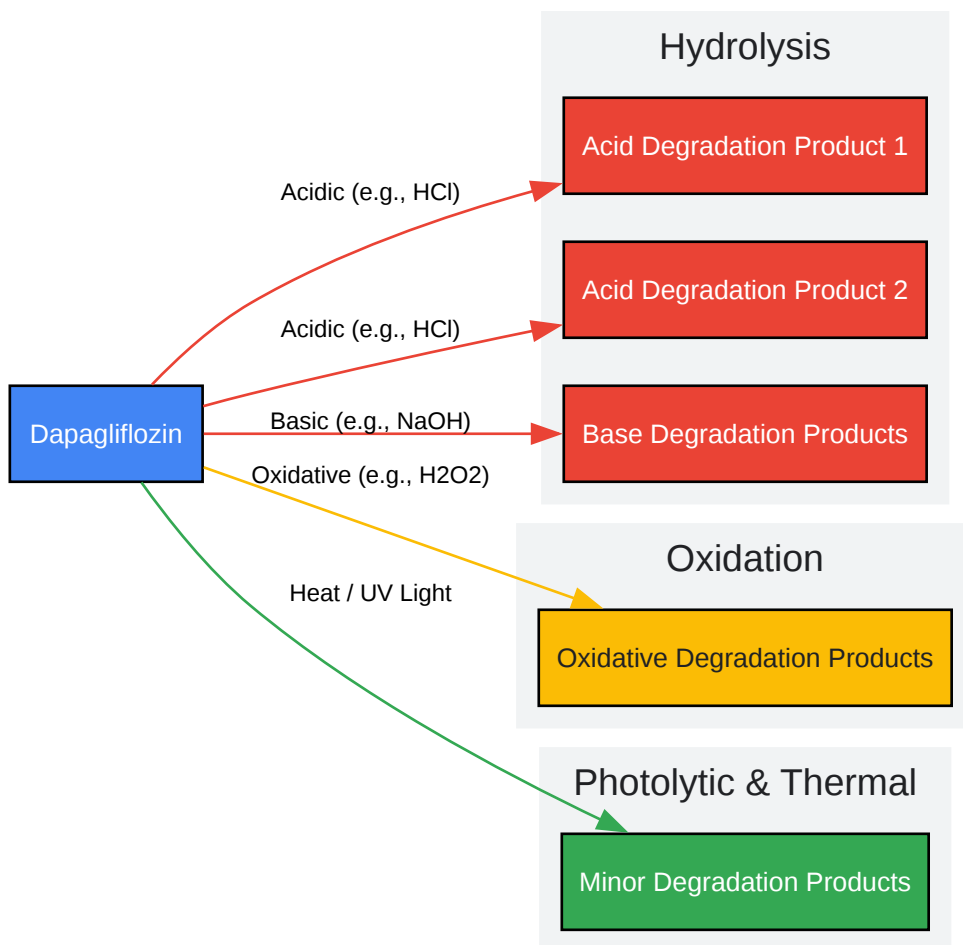 Hydrolysis
Acid Degradation Product 1
Acidic (e.g., HCl)
Acid Degradation Product 2
Acidic (e.g., HCl)
Dapagliflozin
Basic (e.g., NaOH)
Base Degradation Products
Oxidative (e.g., H2O2)
Oxidation
Heat / UV Light
Oxidative Degradation Products
Photolytic & Thermal
Minor Degradation Products